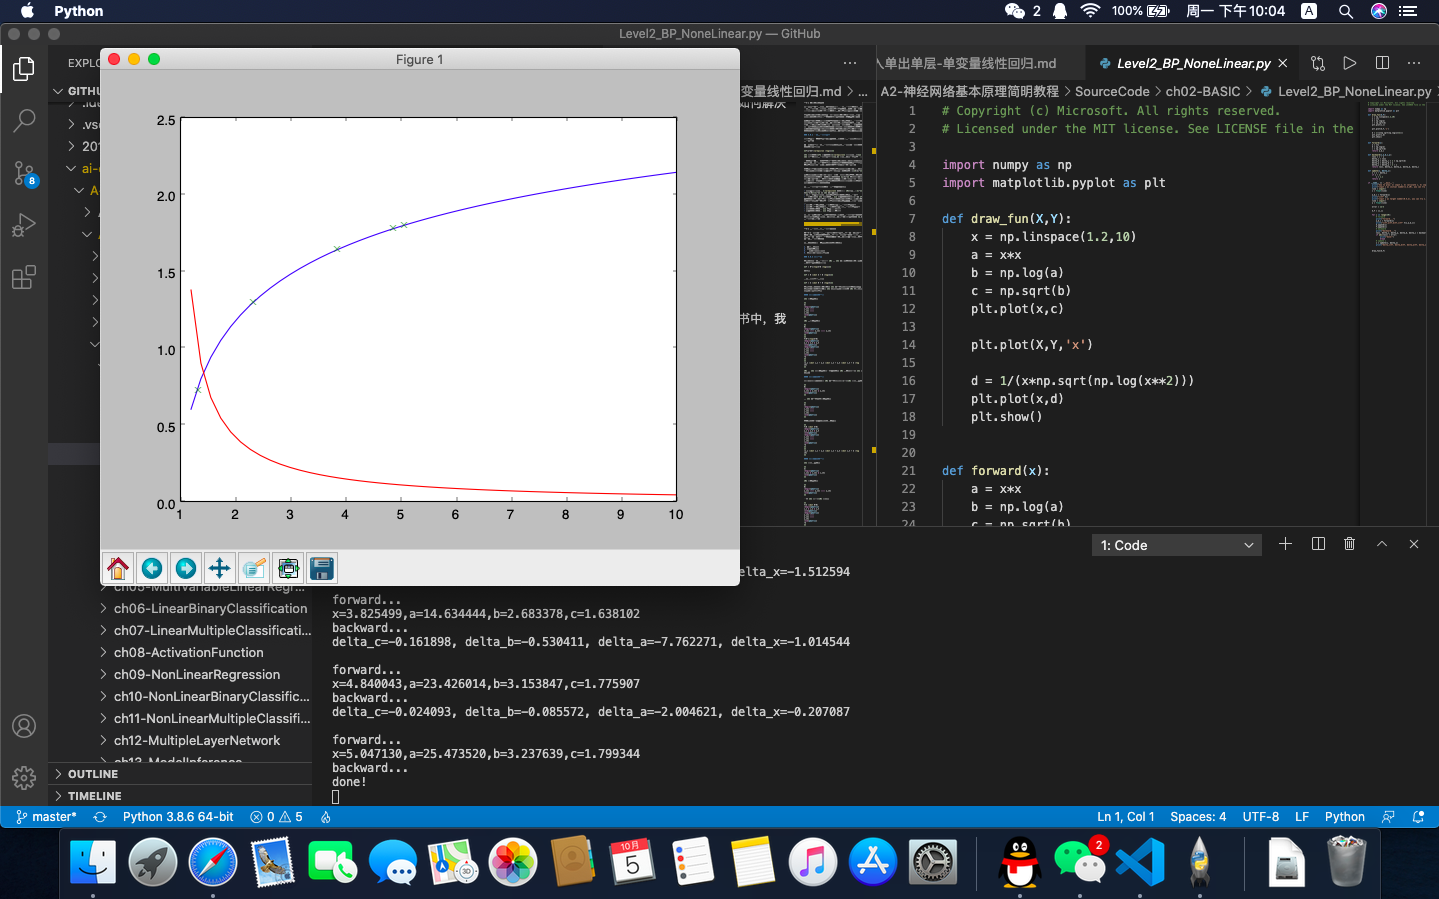 Python
2
100%
周一 下午10:04
A
Level2_BP_NoneLinear.py — GitHub
Figure 1
EXPLO
入单出单层-单变量线性回归.md
Level2_BP_NoneLinear.py
GITHU
变量线性回归.md > ...
A2-神经网络基本原理简明教程 > SourceCode > ch02-BASIC > Level2_BP_NoneLinear.py >
.ide
如何解决
.vsc
201
ai-e
A-
8
书中，我
2.5
2.0
1.5
1.0
0.5
0.0
1 2 3 4 5 6 7 8 9 10
1 # Copyright (c) Microsoft. All rights reserved.
2 # Licensed under the MIT license. See LICENSE file in the
3
4 import numpy as np
5 import matplotlib.pyplot as plt
6
7 def draw_fun(X,Y):
8 x = np.linspace(1.2,10)
9 a = x*x
10 b = np.log(a)
11 c = np.sqrt(b)
12 plt.plot(x,c)
13
14 plt.plot(X,Y,'x')
15
16 d = 1/(x*np.sqrt(np.log(x**2)))
17 plt.plot(x,d)
18 plt.show()
19
20
21 def forward(x):
22 a = x*x
23 b = np.log(a)
24 c = np.sqrt(b)
1: Code
ch05-MultiVariableLinearRegr...
ch06-LinearBinaryClassification
ch07-LinearMultipleClassificati...
ch08-ActivationFunction
ch09-NonLinearRegression
ch10-NonLinearBinaryClassific...
ch11-NonLinearMultipleClassifi...
ch12-MultipleLayerNetwork
ch13-ModelInference
OUTLINE
TIMELINE
delta_x=-1.512594
forward...
x=3.825499,a=14.634444,b=2.683378,c=1.638102
backward...
delta_c=-0.161898, delta_b=-0.530411, delta_a=-7.762271, delta_x=-1.014544
forward...
x=4.840043,a=23.426014,b=3.153847,c=1.775907
backward...
delta_c=-0.024093, delta_b=-0.085572, delta_a=-2.004621, delta_x=-0.207087
forward...
x=5.047130,a=25.473520,b=3.237639,c=1.799344
backward...
done!
master*
Python 3.8.6 64-bit
0
5
Ln 1, Col 1
Spaces: 4
UTF-8
LF
Python
3D
10月
5
2